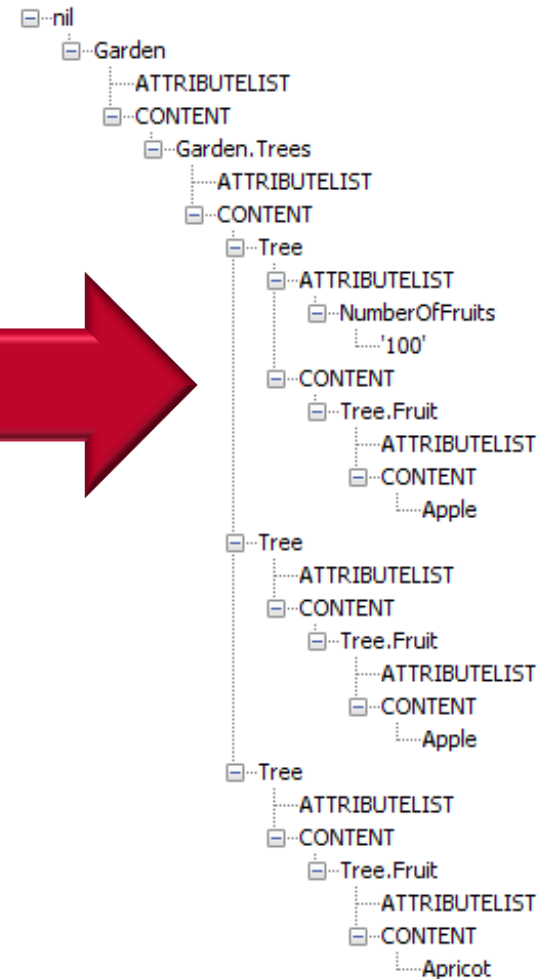 nil
Garden
ATTRIBUTELIST
CONTENT
Garden.Trees
ATTRIBUTELIST
CONTENT
Tree
ATTRIBUTELIST
NumberOfFruits
'100'
CONTENT
Tree.Fruit
ATTRIBUTELIST
CONTENT
Apple
Tree
ATTRIBUTELIST
CONTENT
Tree.Fruit
ATTRIBUTELIST
CONTENT
Apple
Tree
ATTRIBUTELIST
CONTENT
Tree.Fruit
ATTRIBUTELIST
CONTENT
Apricot